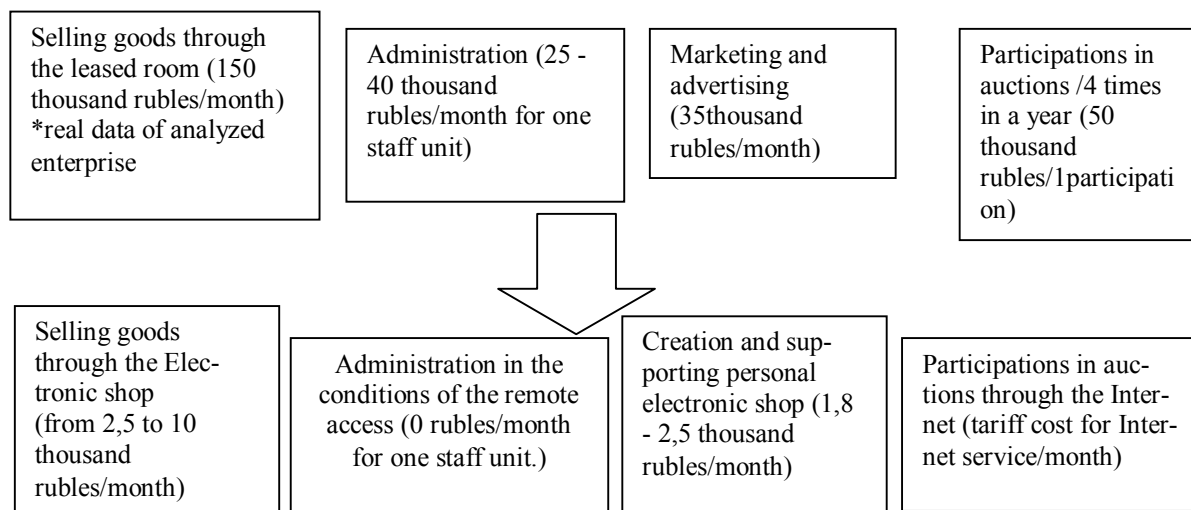 Selling goods through
the leased room (150
thousand rubles/month)
*real data of analyzed
enterprise
Administration (25 -
40 thousand
rubles/month for one
staff unit)
Marketing and
advertising
(35thousand
rubles/month)
Participations in
auctions /4 times
in a year (50
thousand
rubles/1participati
on)
Selling goods
through the Elec-
tronic shop
(from 2,5 to 10
thousand
rubles/month)
Administration in the
conditions of the remote
access (0 rubles/month
for one staff unit.)
Creation and sup-
porting personal
electronic shop (1,8
- 2,5 thousand
rubles/month)
Participations in auc-
ctions through the Inter-
net (tariff cost for Inter-
net service/month)